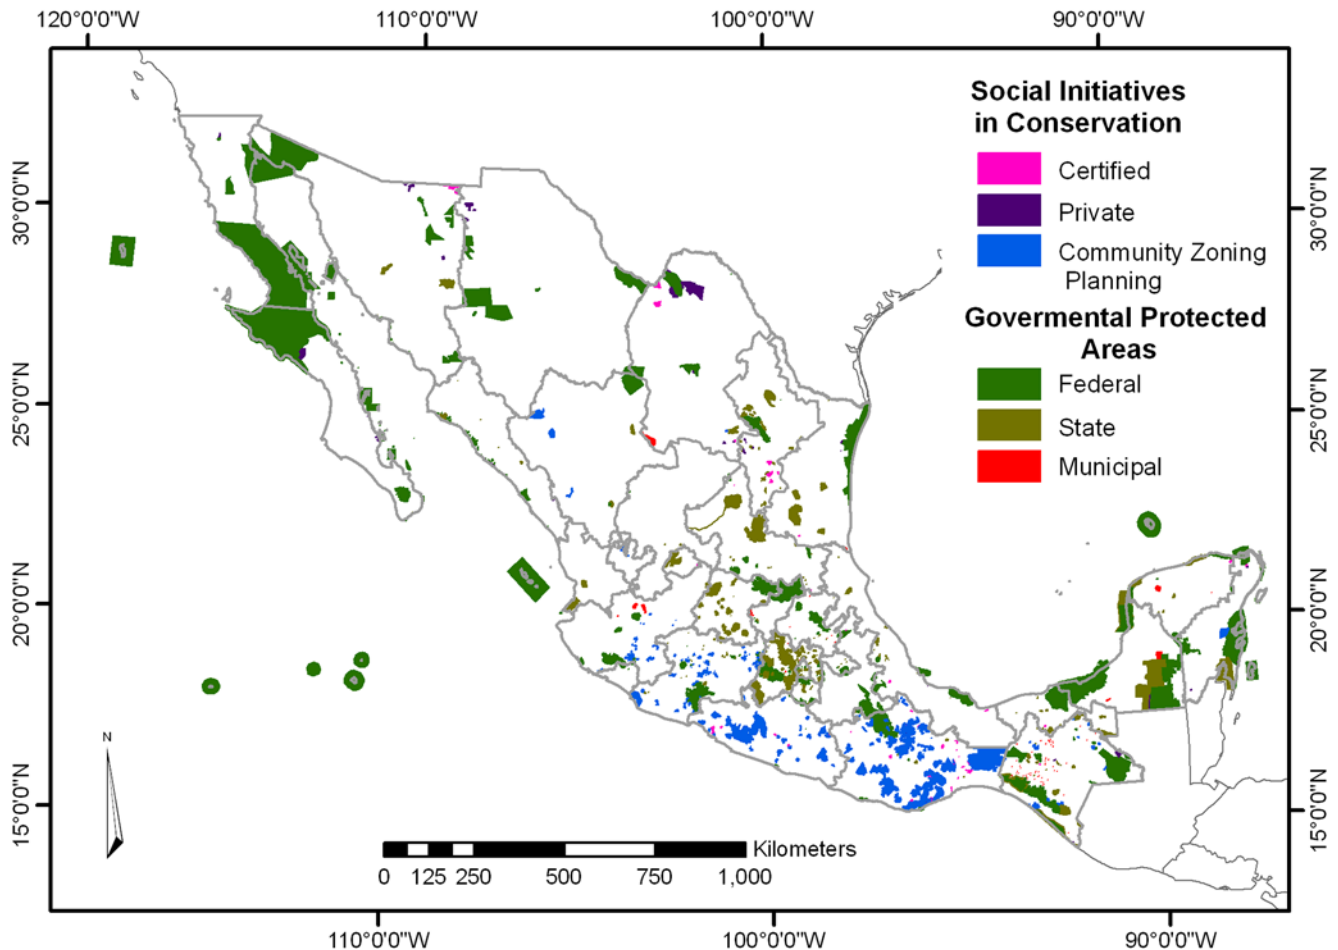 120°0'0"W 110°0'0"W 100°0'0"W 90°0'0"W
Social Initiatives
in Conservation
Certified
Private
Community Zoning
Planning
Govermental Protected
Areas
Federal
State
Municipal
30°0'0"N
25°0'0"N
20°0'0"N
15°0'0"N
30°0'0"N
25°0'0"N
20°0'0"N
15°0'0"N
N
Kilometers
0 125 250 500 750 1,000
110°0'0"W 100°0'0"W 90°0'0"W